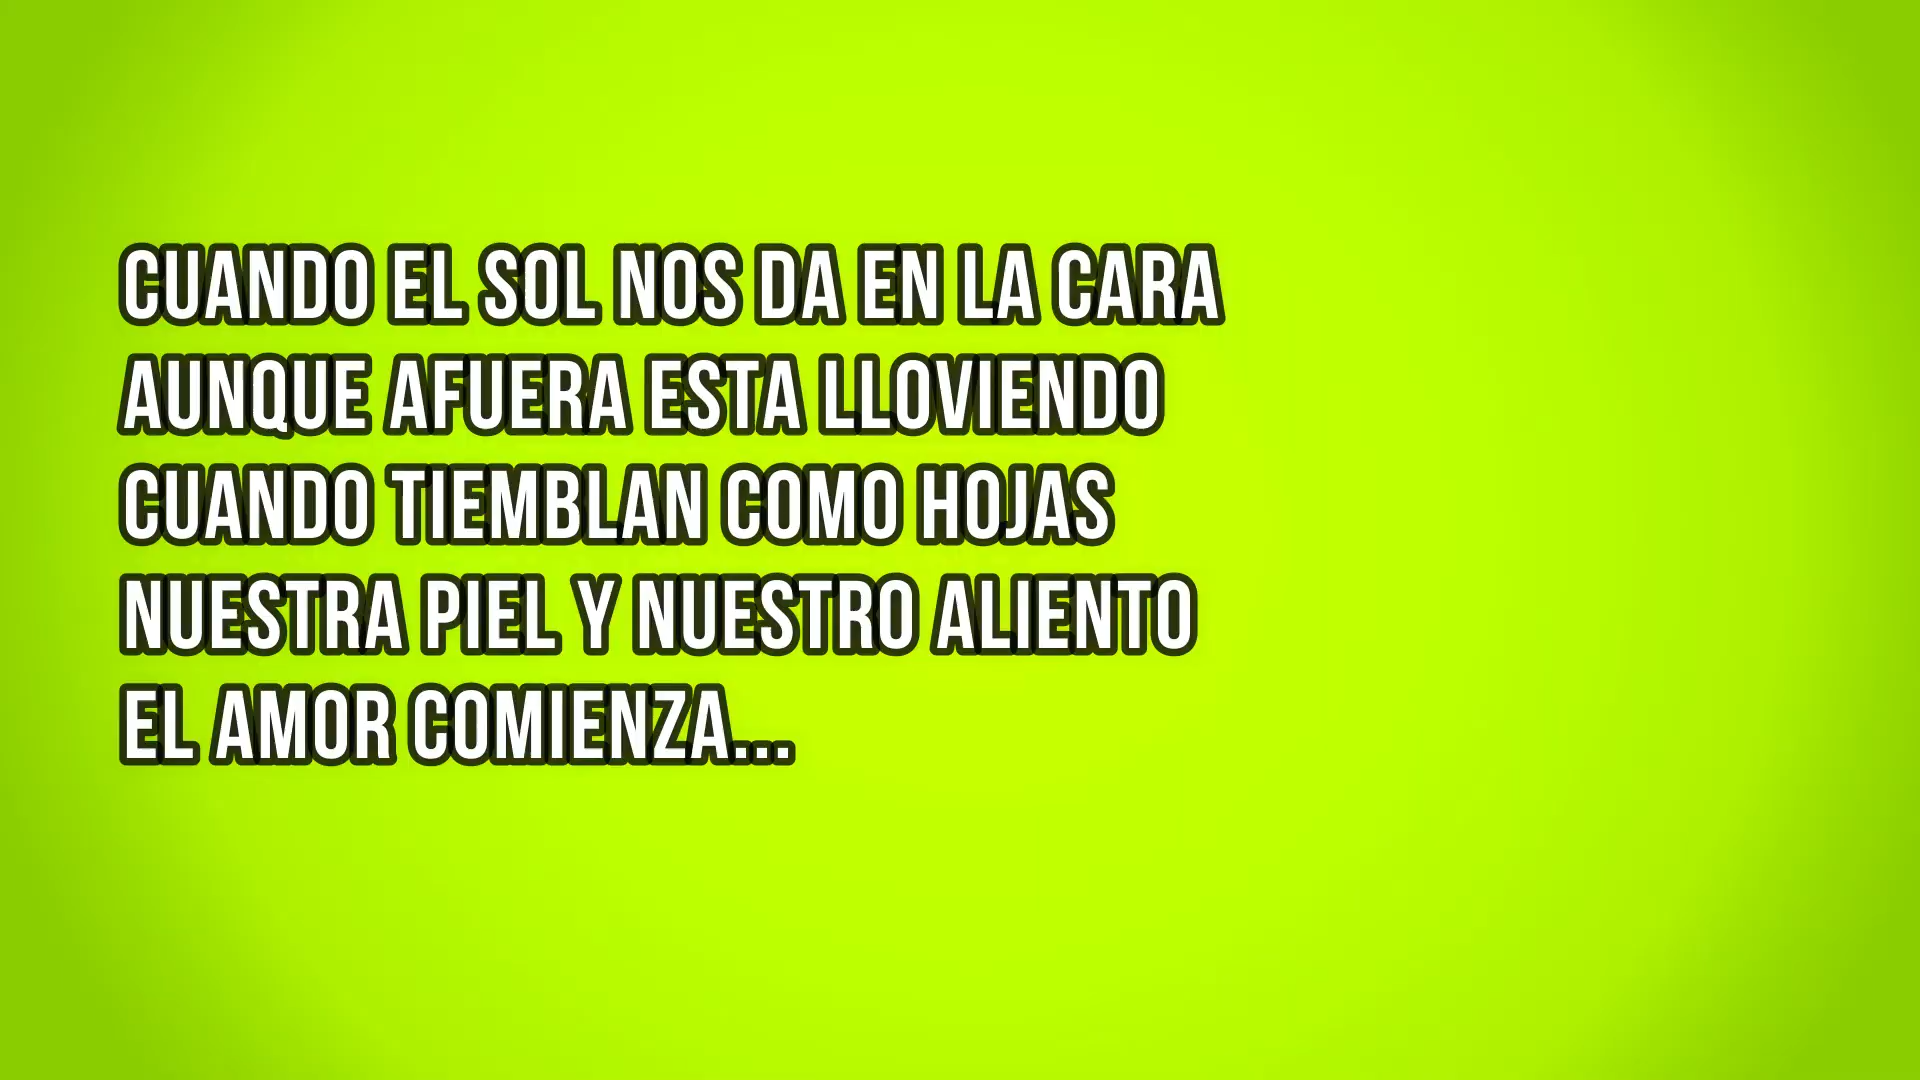 CUANDO EL SOL NOS DA EN LA CARA
AUNQUE AFUERA ESTA LLOVIENDO
CUANDO TIEMBLAN COMO HOJAS
NUESTRA PIEL Y NUESTRO ALIENTO
EL AMOR COMIENZA...